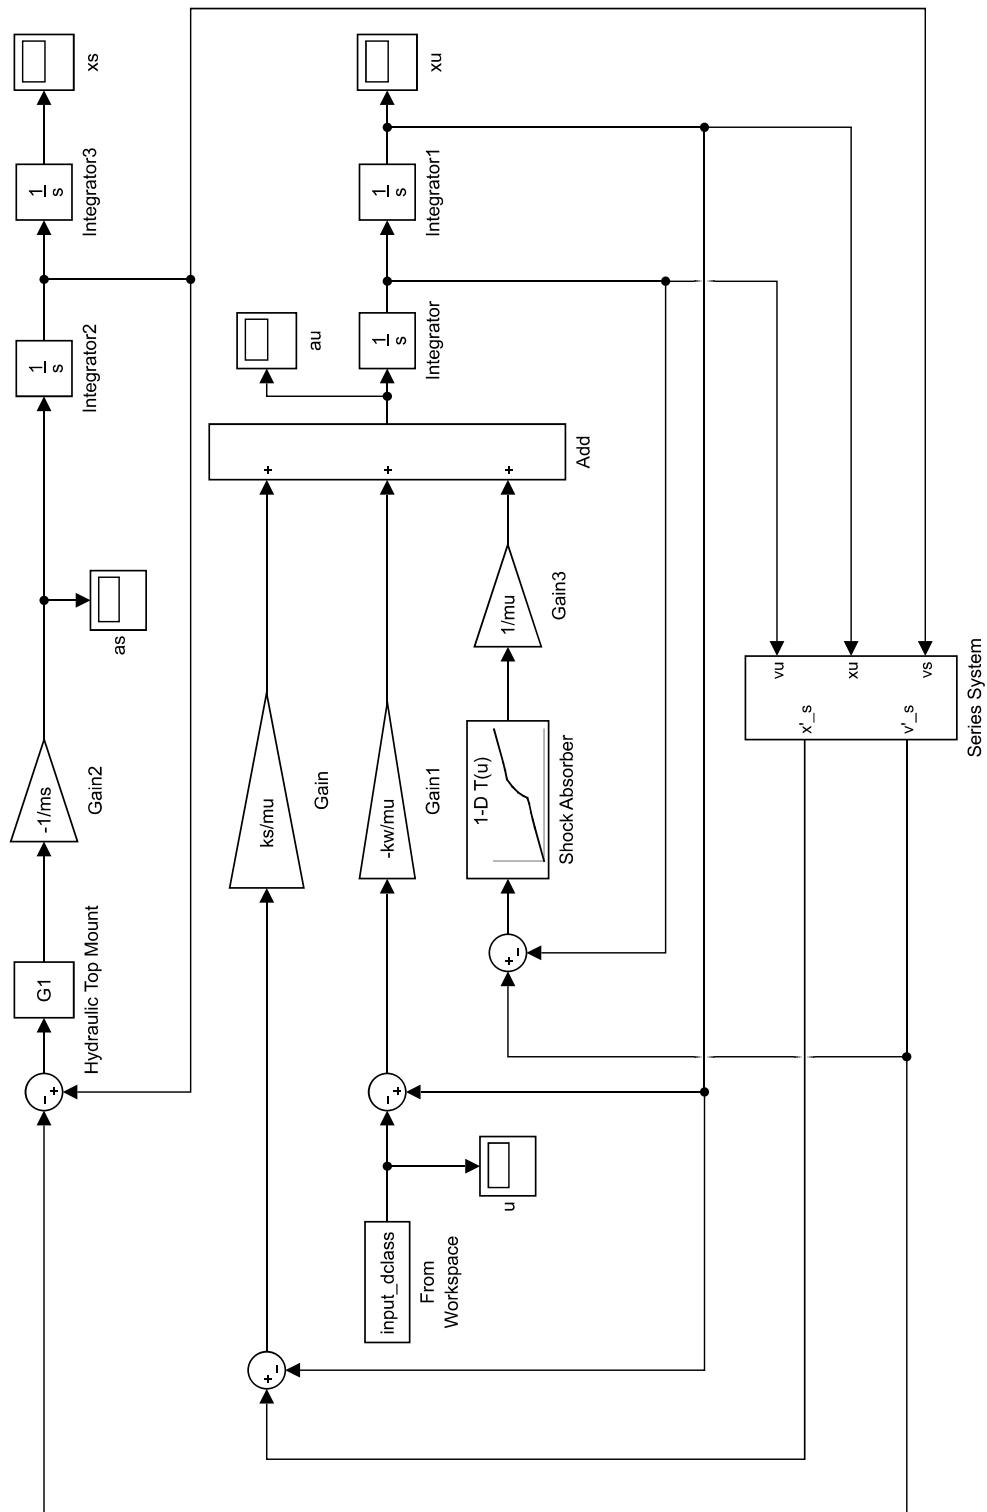 G1
Hydraulic Top Mount
-1/ms
Gain2
as
1
s
Integrator2
1
s
Integrator3
xs
ks/mu
Gain
input_dclass
From
Workspace
u
-kw/mu
Gain1
1-D T(u)
Shock Absorber
1/mu
Gain3
Add
au
1
s
Integrator
1
s
Integrator1
xu
x'_s
v'_s
vu
xu
vs
Series System
+
-
+
-
+
-
+
-
+
+
+